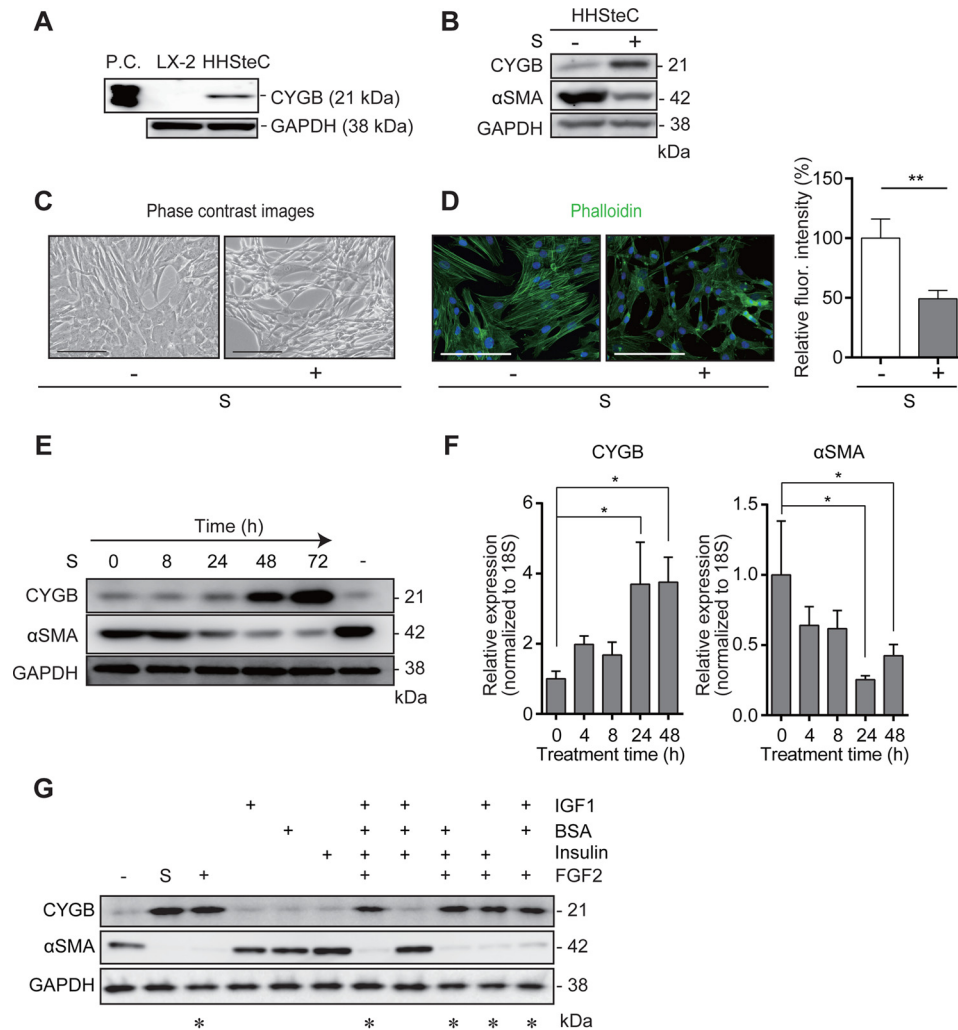 A
P.C. LX-2 HHSteC
CYGB (21 kDa)
GAPDH (38 kDa)
B
HHSteC
S - +
CYGB - 21
αSMA - 42
GAPDH - 38
kDa
C
Phase contrast images
- +
S
D
Phalloidin
- +
S
Relative fluor. intensity (%)
150
100
50
0
**
- +
S
E
Time (h)
S 0 8 24 48 72 -
CYGB - 21
αSMA - 42
GAPDH - 38
kDa
F
CYGB
Relative expression
(normalized to 18S)
6
4
2
0
*
*
0 4 8 24 48
Treatment time (h)
αSMA
Relative expression
(normalized to 18S)
1.5
1.0
0.5
0.0
*
*
0 4 8 24 48
Treatment time (h)
G
+ + + + + IGF1
+ + + + + BSA
+ + + + + Insulin
- S + + + + + FGF2
CYGB - 21
αSMA - 42
GAPDH - 38
* * * * * kDa